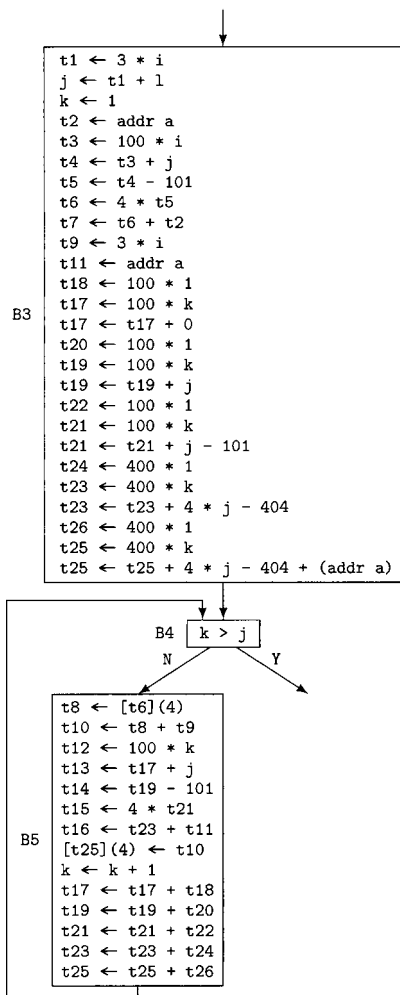 t1 ← 3 * i
j ← t1 + l
k ← 1
t2 ← addr a
t3 ← 100 * i
t4 ← t3 + j
t5 ← t4 - 101
t6 ← 4 * t5
t7 ← t6 + t2
t9 ← 3 * i
t11 ← addr a
t18 ← 100 * 1
t17 ← 100 * k
B3
t17 ← t17 + 0
t20 ← 100 * 1
t19 ← 100 * k
t19 ← t19 + j
t22 ← 100 * 1
t21 ← 100 * k
t21 ← t21 + j - 101
t24 ← 400 * 1
t23 ← 400 * k
t23 ← t23 + 4 * j - 404
t26 ← 400 * 1
t25 ← 400 * k
t25 ← t25 + 4 * j - 404 + (addr a)
B4 k > j
N Y
t8 ← [t6](4)
t10 ← t8 + t9
t12 ← 100 * k
t13 ← t17 + j
t14 ← t19 - 101
t15 ← 4 * t21
t16 ← t23 + t11
B5
[t25](4) ← t10
k ← k + 1
t17 ← t17 + t18
t19 ← t19 + t20
t21 ← t21 + t22
t23 ← t23 + t24
t25 ← t25 + t26